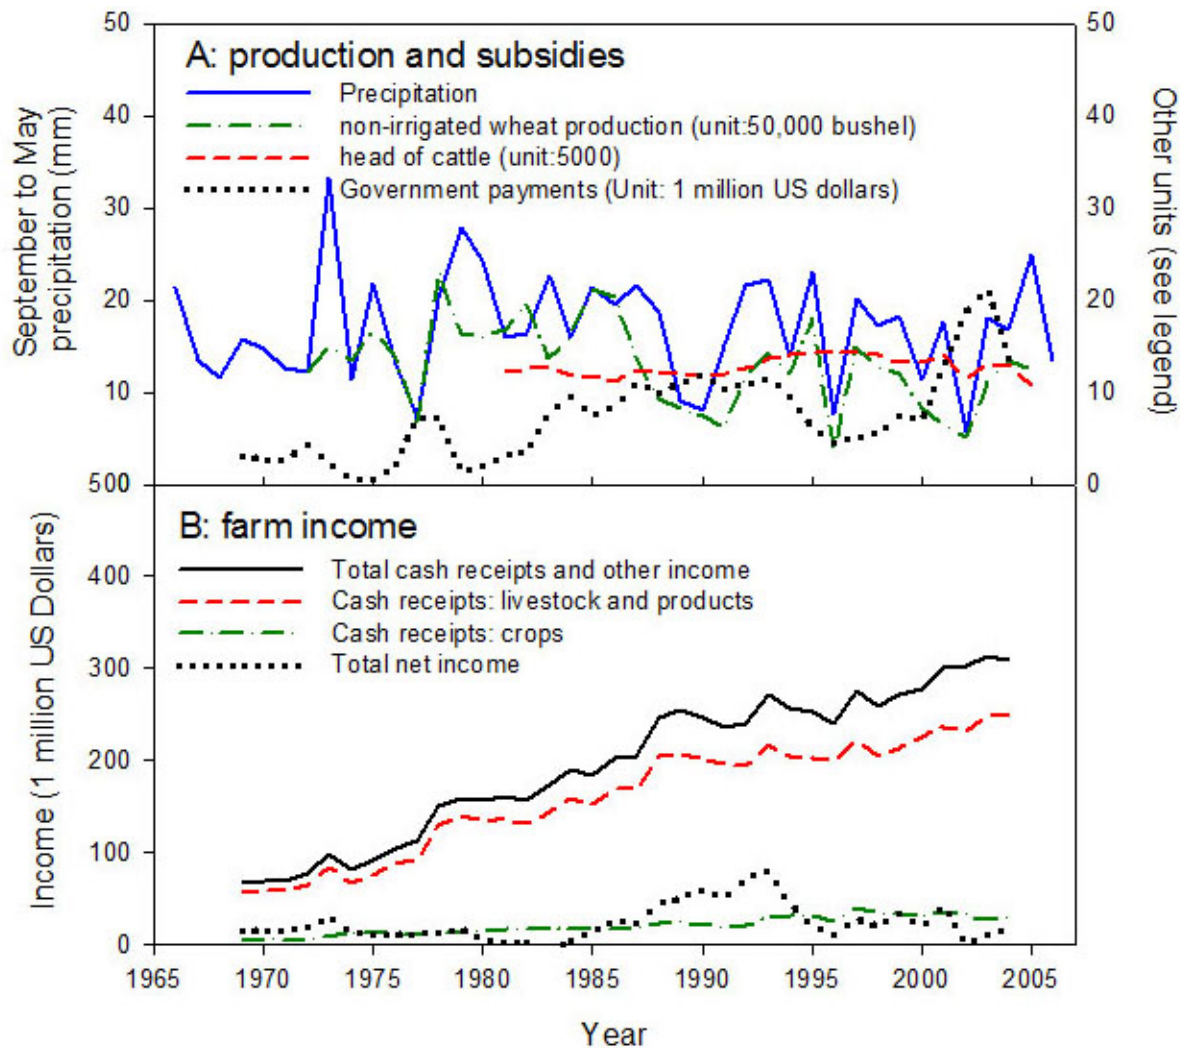 A: production and subsidies
Precipitation
non-irrigated wheat production (unit:50,000 bushel)
head of cattle (unit:5000)
Government payments (Unit: 1 million US dollars)
September to May
precipitation (mm)
50
40
30
20
10
500
50
40
30
20
10
0
Other units (see legend)
B: farm income
Total cash receipts and other income
Cash receipts: livestock and products
Cash receipts: crops
Total net income
Income (1 million US Dollars)
400
300
200
100
0
1965 1970 1975 1980 1985 1990 1995 2000 2005
Year